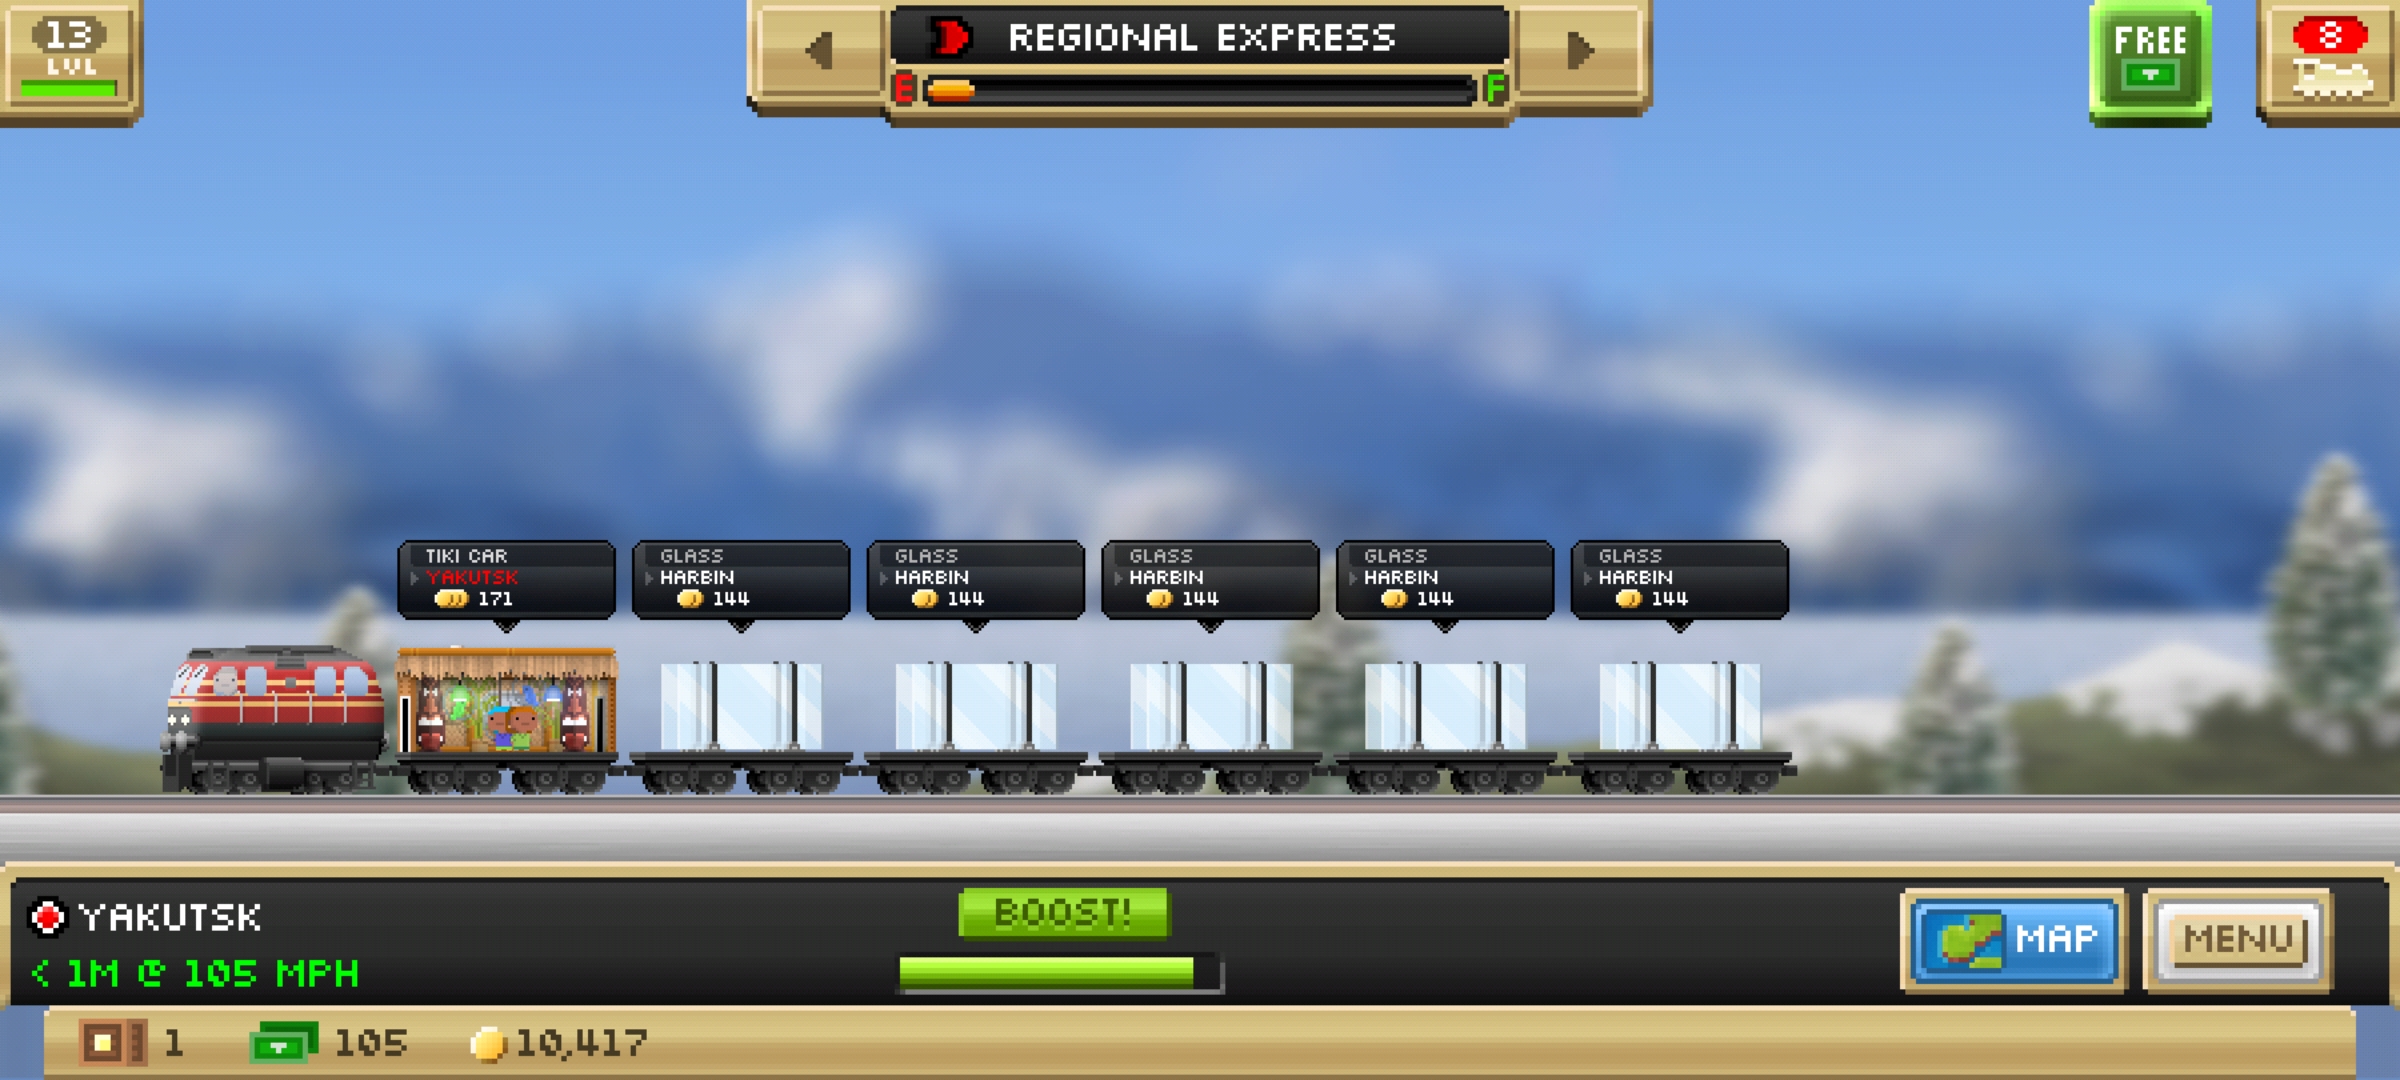 13
LVL
REGIONAL EXPRESS
E F
FREE
8
TIKI CAR
YAKUTSK
171
GLASS
HARBIN
144
GLASS
HARBIN
144
GLASS
HARBIN
144
GLASS
HARBIN
144
GLASS
HARBIN
144
YAKUTSK
< 1M @ 105 MPH
BOOST!
MAP
MENU
1
105
10,417